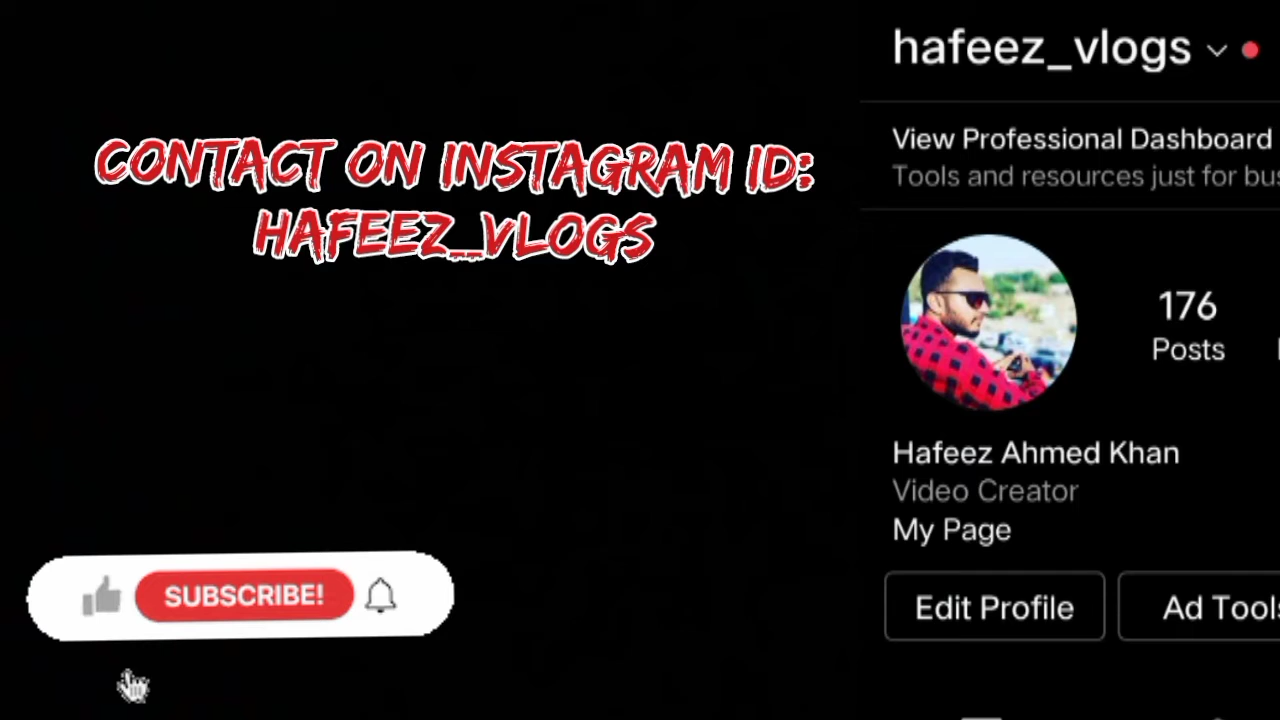 CONTACT ON INSTAGRAM ID:
HAFEEZ_VLOGS
SUBSCRIBE!
hafeez_vlogs
View Professional Dashboard
Tools and resources just for bus
176
Posts
Hafeez Ahmed Khan
Video Creator
My Page
Edit Profile
Ad Tools